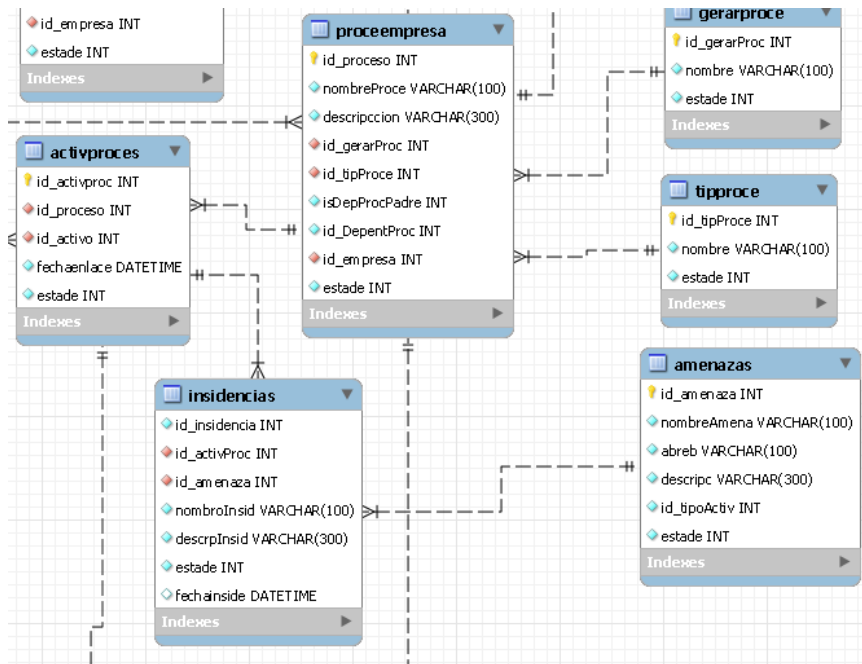 id_empresa INT
estade INT
Indexes
proceempresa
id_proceso INT
nombreProce VARCHAR(100)
descripccion VARCHAR(300)
id_gerarProc INT
id_tipProce INT
isDepProcPadre INT
id_DepentProc INT
id_empresa INT
estade INT
Indexes
gerarproce
id_gerarProc INT
nombre VARCHAR(100)
estade INT
Indexes
activproces
id_activproc INT
id_proceso INT
id_activo INT
fechaenlace DATETIME
estade INT
Indexes
tipproce
id_tipProce INT
nombre VARCHAR(100)
estade INT
Indexes
insidencias
id_insidencia INT
id_activProc INT
id_amenaza INT
nombroInsid VARCHAR(100)
descrpInsid VARCHAR(300)
estade INT
fechainside DATETIME
Indexes
amenazas
id_amenaza INT
nombreAmena VARCHAR(100)
abreb VARCHAR(100)
descripc VARCHAR(300)
id_tipoActiv INT
estade INT
Indexes